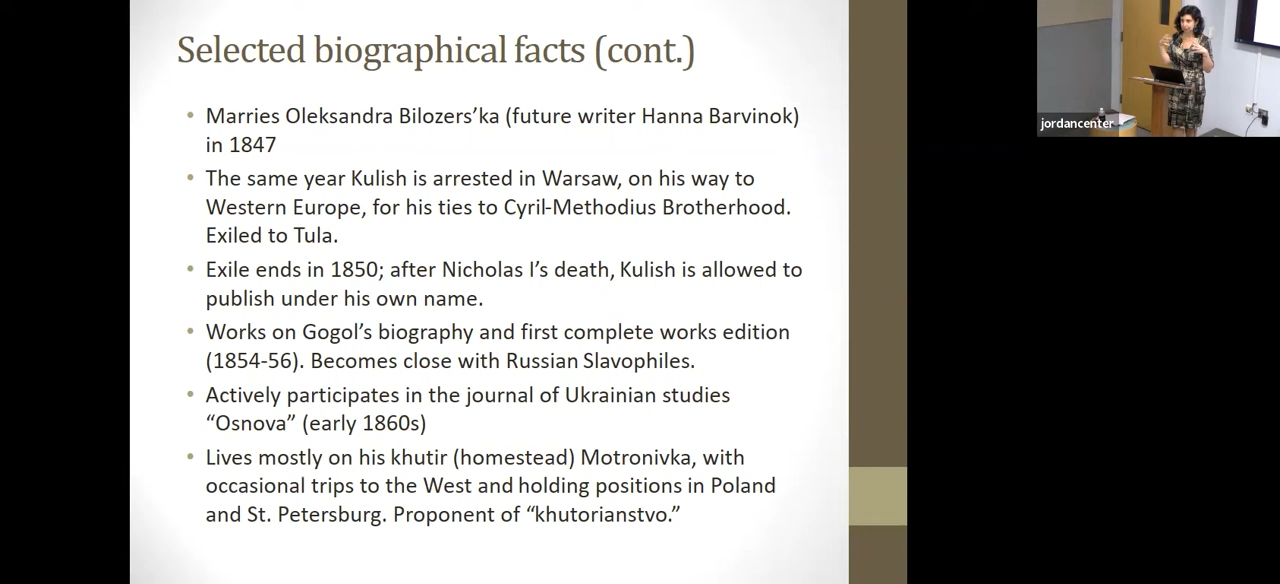 Selected biographical facts (cont.)
• Marries Oleksandra Bilozers’ka (future writer Hanna Barvinok)
in 1847
• The same year Kulish is arrested in Warsaw, on his way to
Western Europe, for his ties to Cyril-Methodius Brotherhood.
Exiled to Tula.
• Exile ends in 1850; after Nicholas I’s death, Kulish is allowed to
publish under his own name.
• Works on Gogol’s biography and first complete works edition
(1854-56). Becomes close with Russian Slavophiles.
• Actively participates in the journal of Ukrainian studies
“Osnova” (early 1860s)
• Lives mostly on his khutir (homestead) Motronivka, with
occasional trips to the West and holding positions in Poland
and St. Petersburg. Proponent of “khutorianstvo.”
jordancenter